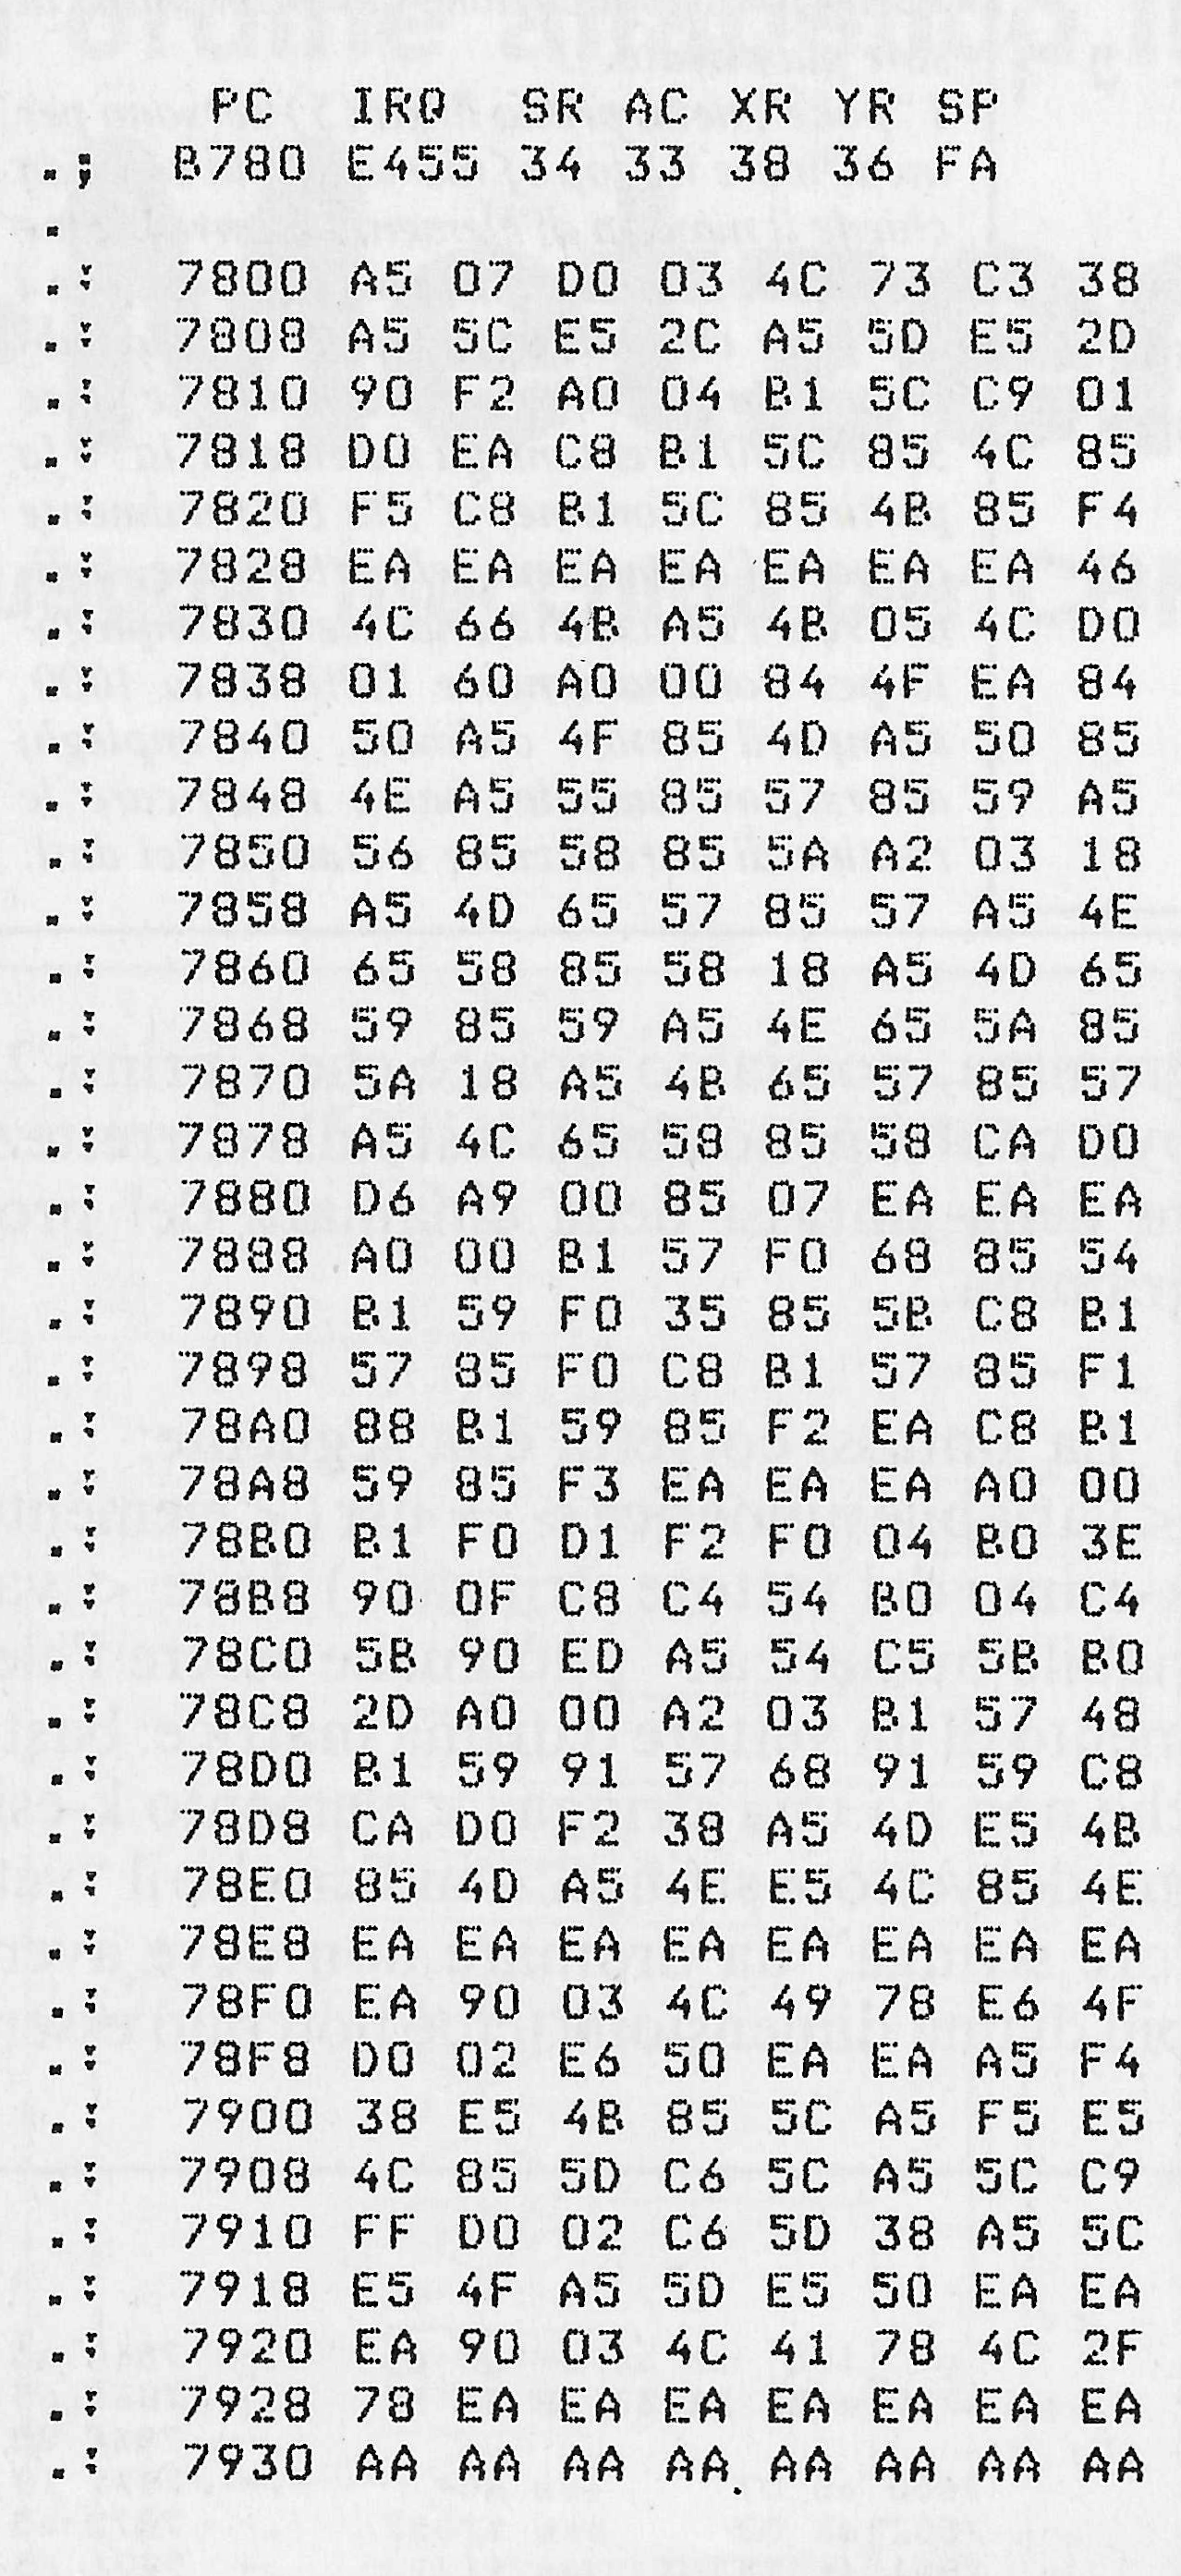 PC IRQ SR AC XR YR SP
.; B780 E455 34 33 38 36 FA
.
.: 7800 A5 07 D0 03 4C 73 C3 38
.: 7808 A5 5C E5 2C A5 5D E5 2D
.: 7810 90 F2 A0 04 B1 5C C9 01
.: 7818 D0 EA C8 B1 5C 85 4C 85
.: 7820 F5 C8 B1 5C 85 4B 85 F4
.: 7828 EA EA EA EA EA EA EA 46
.: 7830 4C 66 4B A5 4B 05 4C D0
.: 7838 01 60 A0 00 84 4F EA 84
.: 7840 50 A5 4F 85 4D A5 50 85
.: 7848 4E A5 55 85 57 85 59 A5
.: 7850 56 85 58 85 5A A2 03 18
.: 7858 A5 4D 65 57 85 57 A5 4E
.: 7860 65 58 85 58 18 A5 4D 65
.: 7868 59 85 59 A5 4E 65 5A 85
.: 7870 5A 18 A5 4B 65 57 85 57
.: 7878 A5 4C 65 58 85 58 CA D0
.: 7880 D6 A9 00 85 07 EA EA EA
.: 7888 A0 00 B1 57 F0 68 85 54
.: 7890 B1 59 F0 35 85 5B C8 B1
.: 7898 57 85 F0 C8 B1 57 85 F1
.: 78A0 88 B1 59 85 F2 EA C8 B1
.: 78A8 59 85 F3 EA EA EA A0 00
.: 78B0 B1 F0 D1 F2 F0 04 B0 3E
.: 78B8 90 0F C8 C4 54 B0 04 C4
.: 78C0 5B 90 ED A5 54 C5 5B B0
.: 78C8 2D A0 00 A2 03 B1 57 48
.: 78D0 B1 59 91 57 68 91 59 C8
.: 78D8 CA D0 F2 38 A5 4D E5 4B
.: 78E0 85 4D A5 4E E5 4C 85 4E
.: 78E8 EA EA EA EA EA EA EA EA
.: 78F0 EA 90 03 4C 49 78 E6 4F
.: 78F8 D0 02 E6 50 EA EA A5 F4
.: 7900 38 E5 4B 85 5C A5 F5 E5
.: 7908 4C 85 5D C6 5C A5 5C C9
.: 7910 FF D0 02 C6 5D 38 A5 5C
.: 7918 E5 4F A5 5D E5 50 EA EA
.: 7920 EA 90 03 4C 41 78 4C 2F
.: 7928 78 EA EA EA EA EA EA EA
.: 7930 AA AA AA AA AA AA AA AA